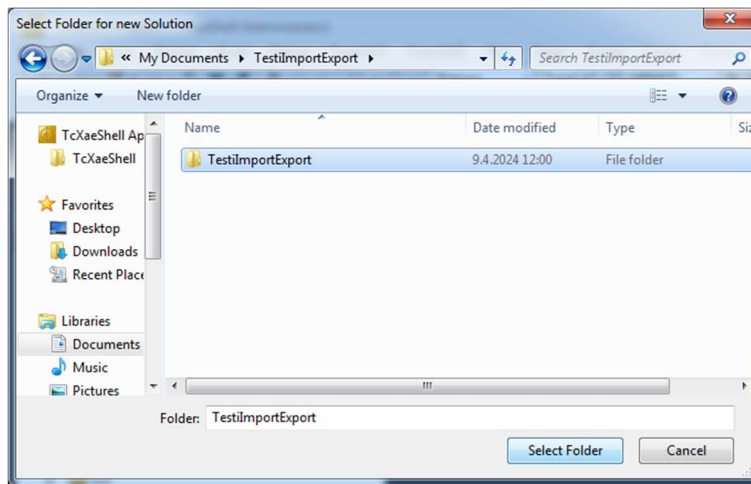 Select Folder for new Solution
« My Documents TestiImportExport Search TestiImportExport
Organize New folder
Name Date modified Type
TestiImportExport 9.4.2024 12:00 File folder
TcXaeShell Ap
TcXaeShell
Favorites
Desktop
Downloads
Recent Place
Libraries
Documents
Music
Pictures
Folder: TestiImportExport
Select Folder Cancel